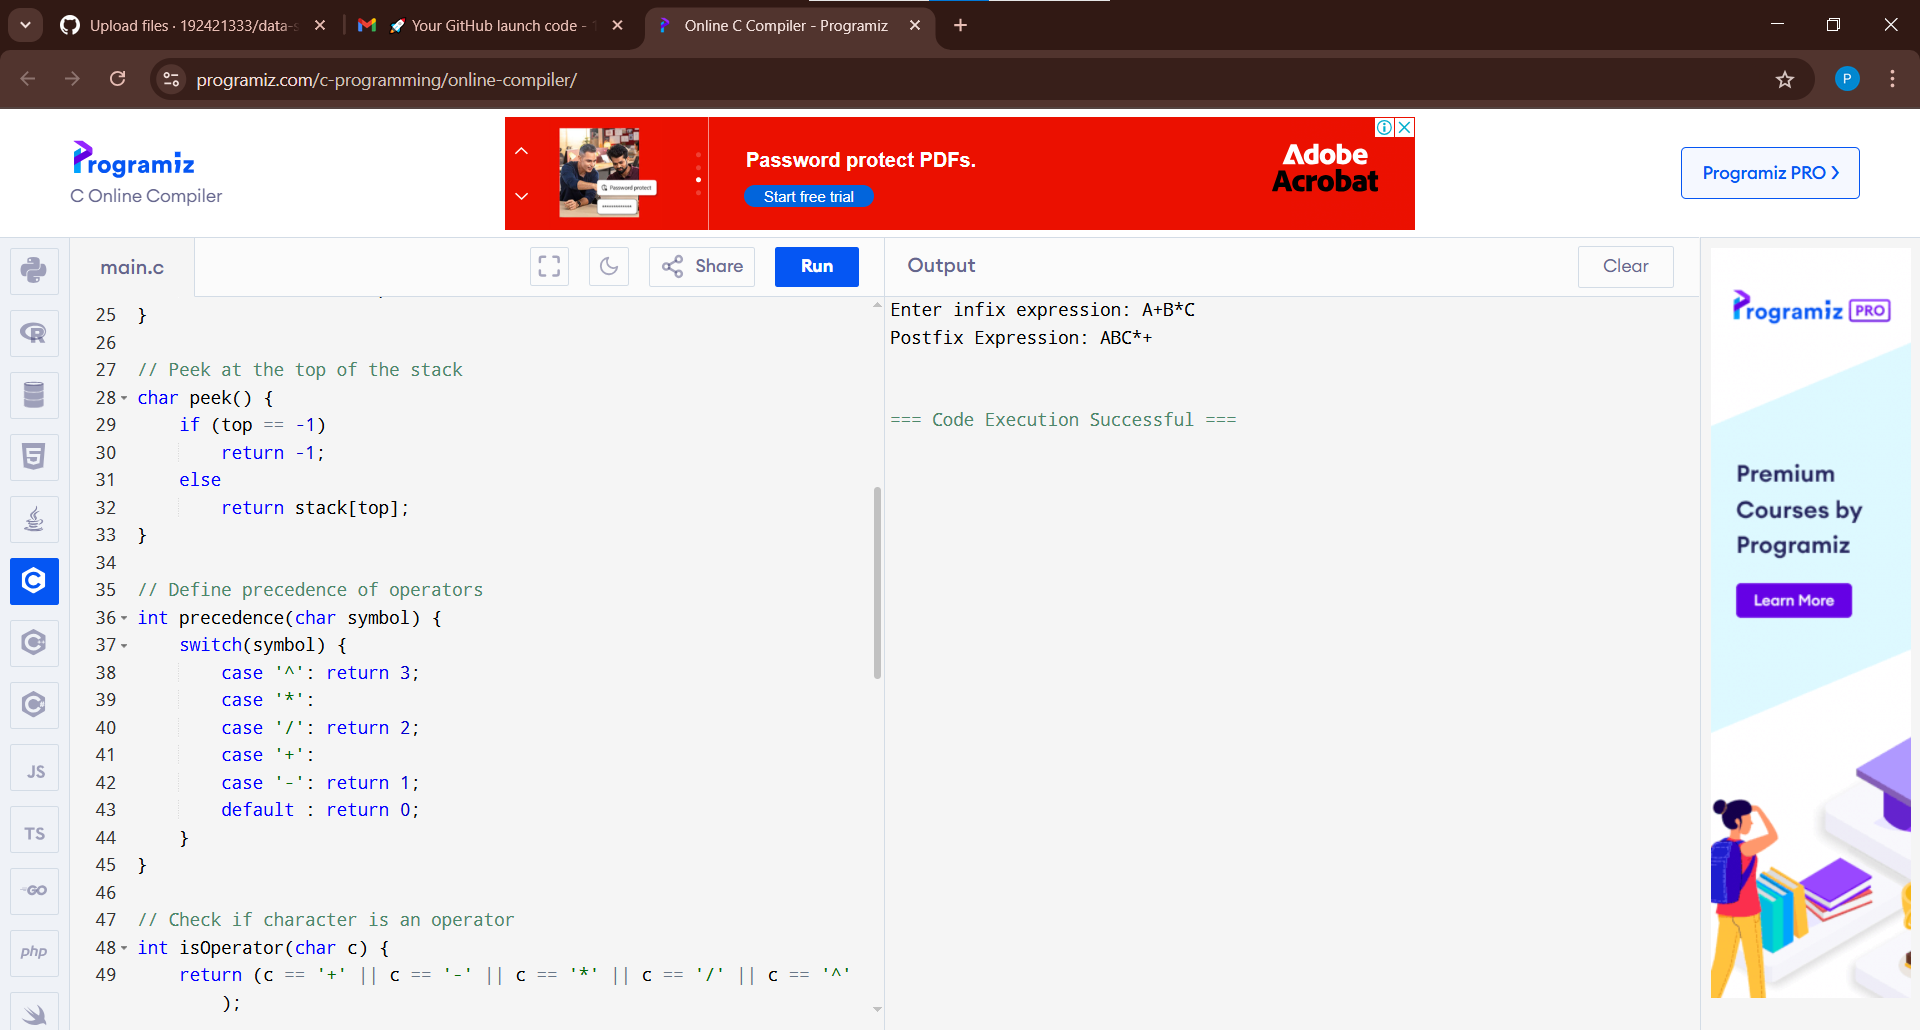 Upload files · 192421333/data-s
Your GitHub launch code - 1
Online C Compiler - Programiz
programiz.com/c-programming/online-compiler/
P
Programiz
C Online Compiler
Password protect
Password protect PDFs.
Start free trial
Adobe
Acrobat
Programiz PRO
main.c
Share
Run
Output
Clear
25 }
26
27 // Peek at the top of the stack
28 char peek() {
29 if (top == -1)
30 return -1;
31 else
32 return stack[top];
33 }
34
35 // Define precedence of operators
36 int precedence(char symbol) {
37 switch(symbol) {
38 case '^': return 3;
39 case '*':
40 case '/': return 2;
41 case '+':
42 case '-': return 1;
43 default : return 0;
44 }
45 }
46
47 // Check if character is an operator
48 int isOperator(char c) {
49 return (c == '+' || c == '-' || c == '*' || c == '/' || c == '^'
);
Enter infix expression: A+B*C
Postfix Expression: ABC*+
=== Code Execution Successful ===
R
5
C
JS
TS
GO
php
Programiz PRO
Premium
Courses by
Programiz
Learn More